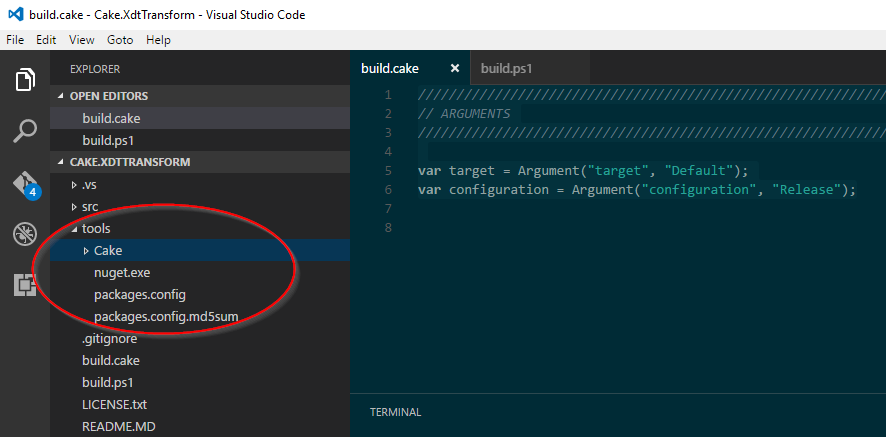 build.cake - Cake.XdtTransform - Visual Studio Code
File Edit View Goto Help
EXPLORER
OPEN EDITORS
build.cake
build.ps1
CAKE.XDTTRANSFORM
.vs
src
tools
Cake
nuget.exe
packages.config
packages.config.md5sum
.gitignore
build.cake
build.ps1
LICENSE.txt
README.MD
4
build.cake × build.ps1
1 /////////////////////////////////////////////////////////////
2 // ARGUMENTS
3 /////////////////////////////////////////////////////////////
4
5 var target = Argument("target", "Default");
6 var configuration = Argument("configuration", "Release");
7
8
TERMINAL